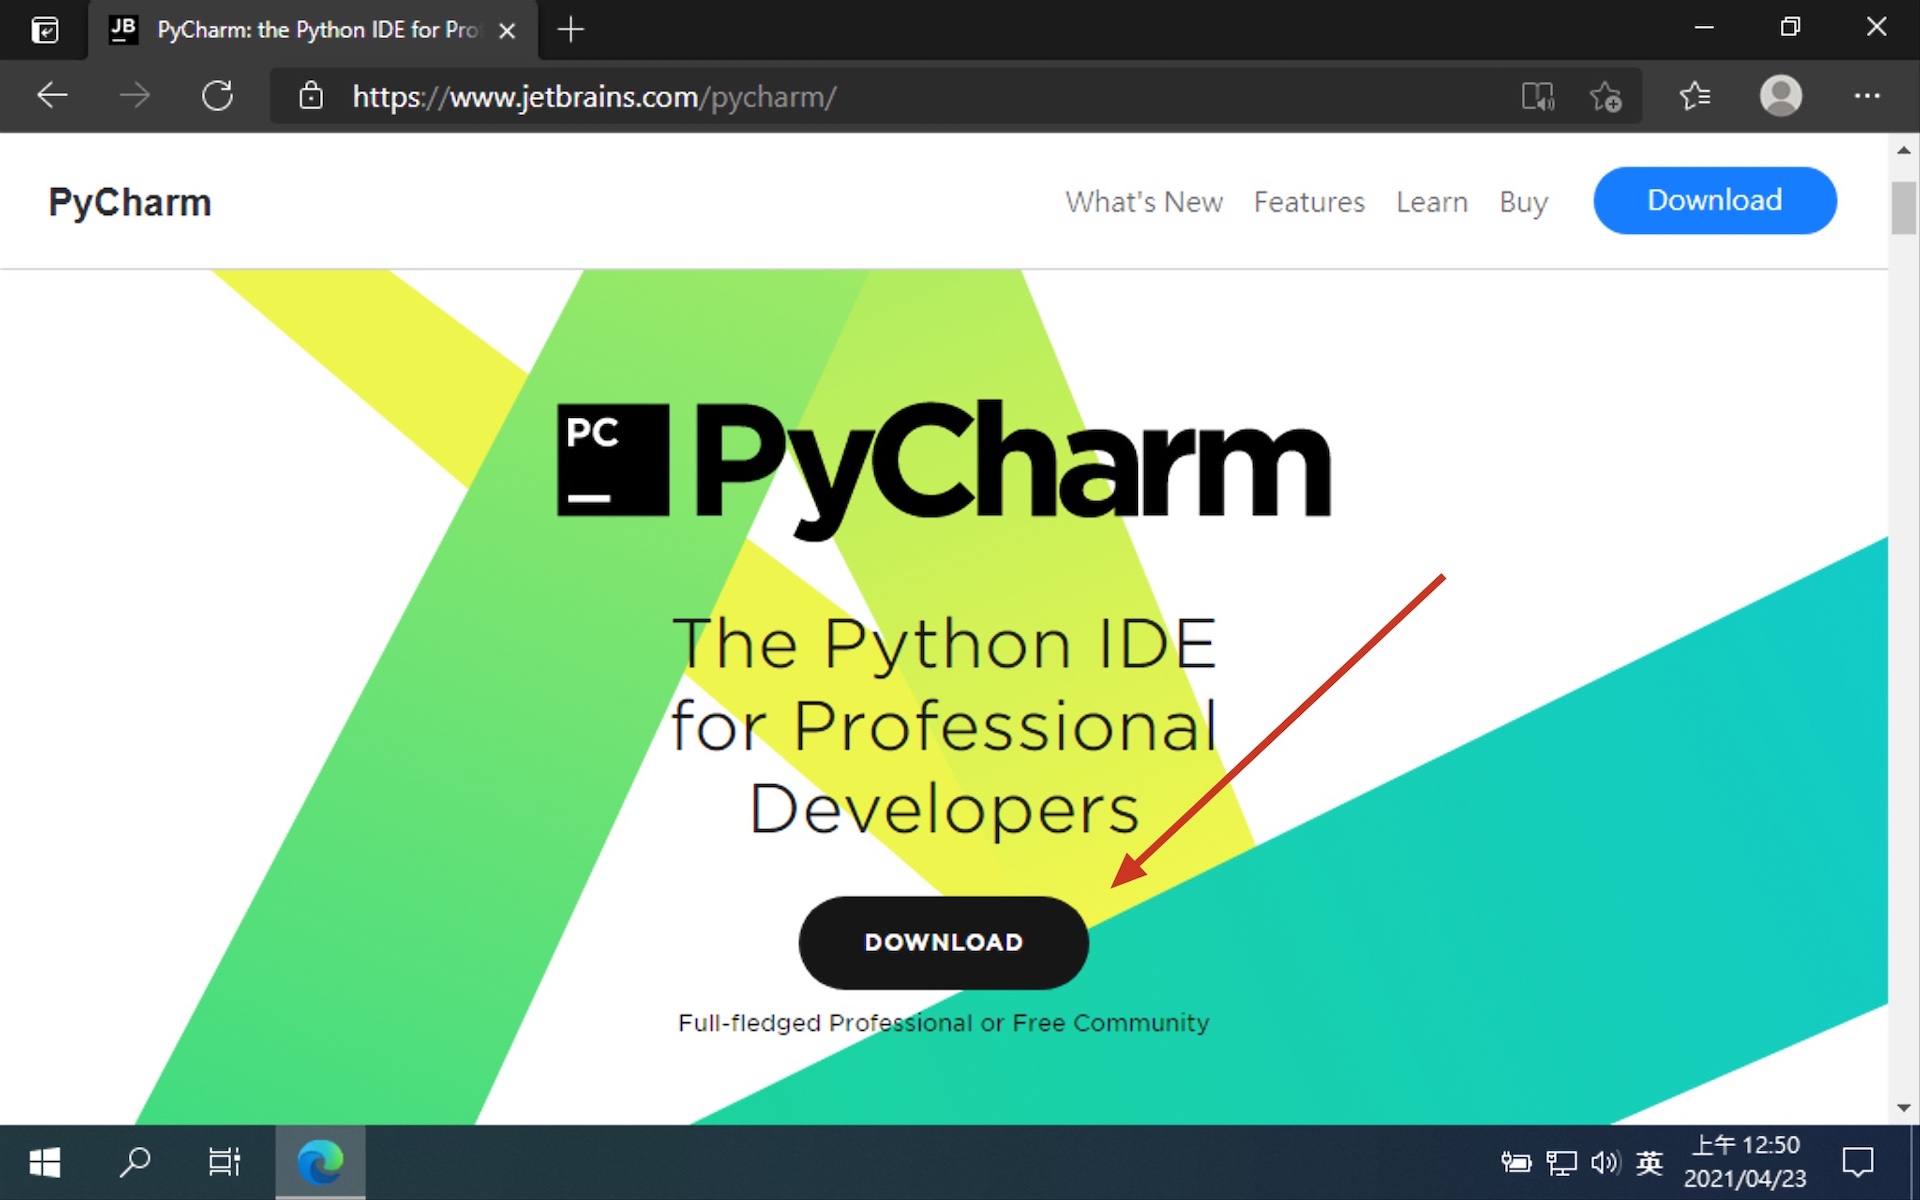 JB
PyCharm: the Python IDE for Pro
https://www.jetbrains.com/pycharm/
PyCharm
What's New
Features
Learn
Buy
Download
PC
PyCharm
The Python IDE
for Professional
Developers
DOWNLOAD
Full-fledged Professional or Free Community
英
上午 12:50
2021/04/23